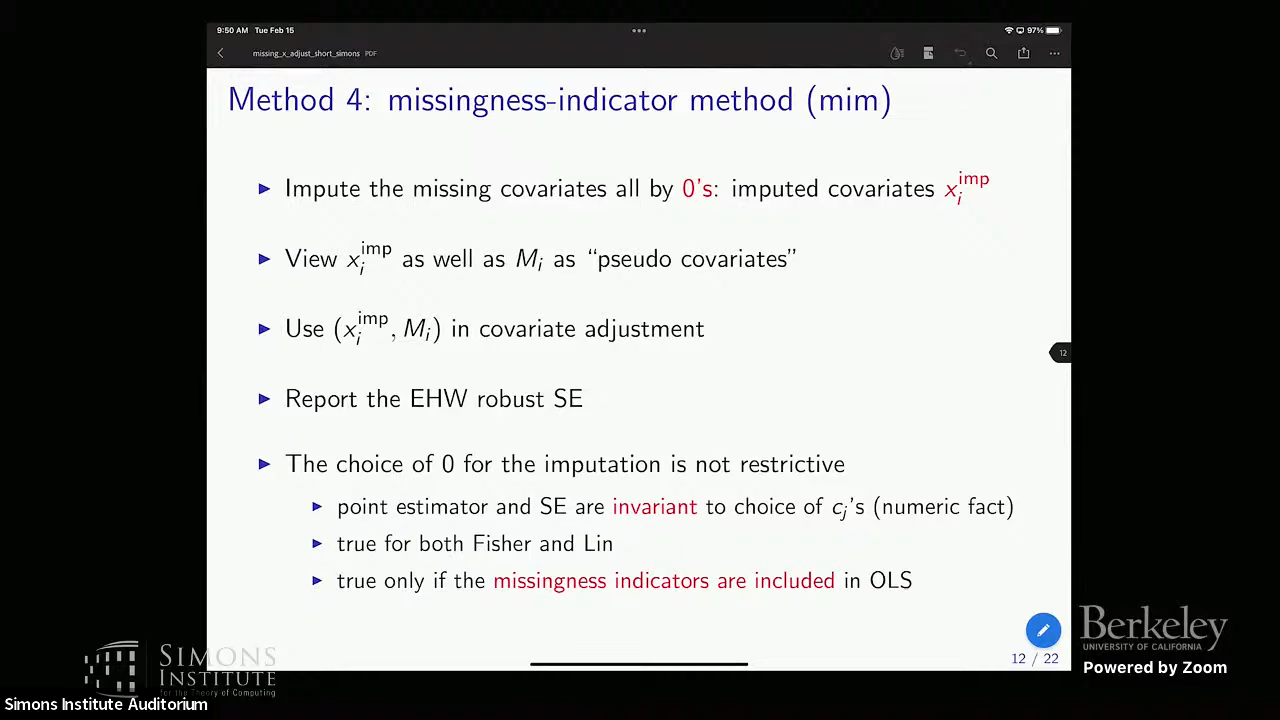 9:50 AM Tue Feb 15
97%
missing_x_adjust_short_simons PDF
Method 4: missingness-indicator method (mim)
▶ Impute the missing covariates all by 0's: imputed covariates x_i^imp
▶ View x_i^imp as well as M_i as “pseudo covariates”
▶ Use (x_i^imp, M_i) in covariate adjustment
12
▶ Report the EHW robust SE
▶ The choice of 0 for the imputation is not restrictive
▶ point estimator and SE are invariant to choice of c_j's (numeric fact)
▶ true for both Fisher and Lin
▶ true only if the missingness indicators are included in OLS
12 / 22
SIMONS
INSTITUTE
for the Theory of Computing
Berkeley
UNIVERSITY OF CALIFORNIA
Powered by Zoom
Simons Institute Auditorium